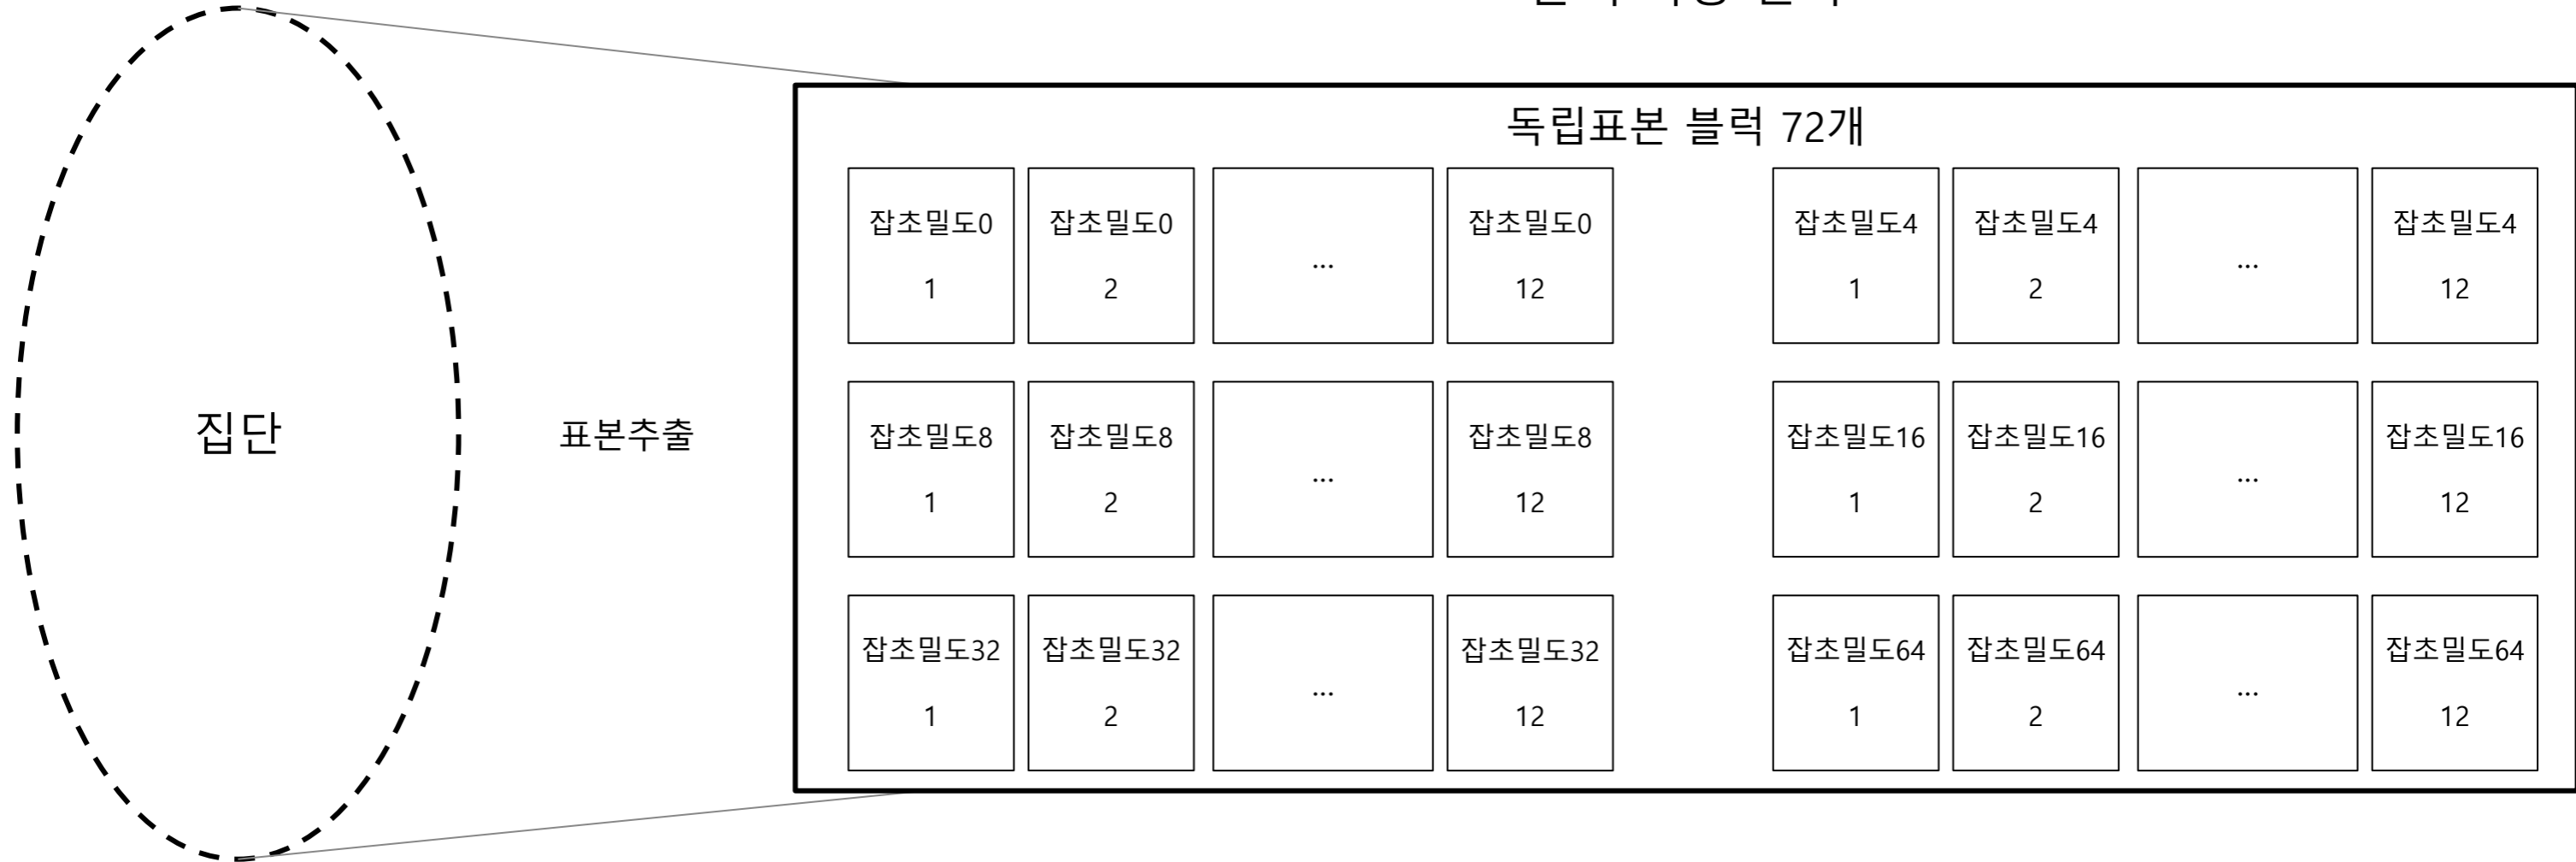 독립표본 블럭 72개
잡초밀도0 잡초밀도0 ... 잡초밀도0 잡초밀도4 잡초밀도4 ... 잡초밀도4
1 2 12 1 2 12
집단 표본추출
잡초밀도8 잡초밀도8 ... 잡초밀도8 잡초밀도16 잡초밀도16 ... 잡초밀도16
1 2 12 1 2 12
잡초밀도32 잡초밀도32 ... 잡초밀도32 잡초밀도64 잡초밀도64 ... 잡초밀도64
1 2 12 1 2 12